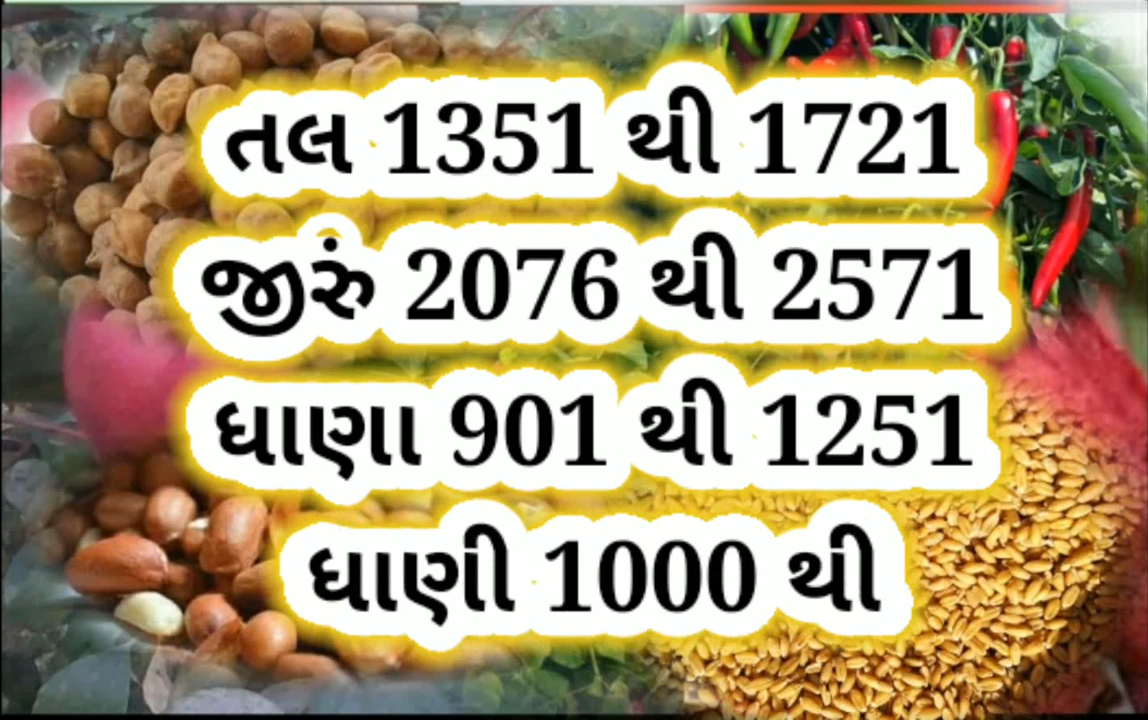 તલ 1351 થી 1721
જીરું 2076 થી 2571
ધાણા 901 થી 1251
ધાણી 1000 થી